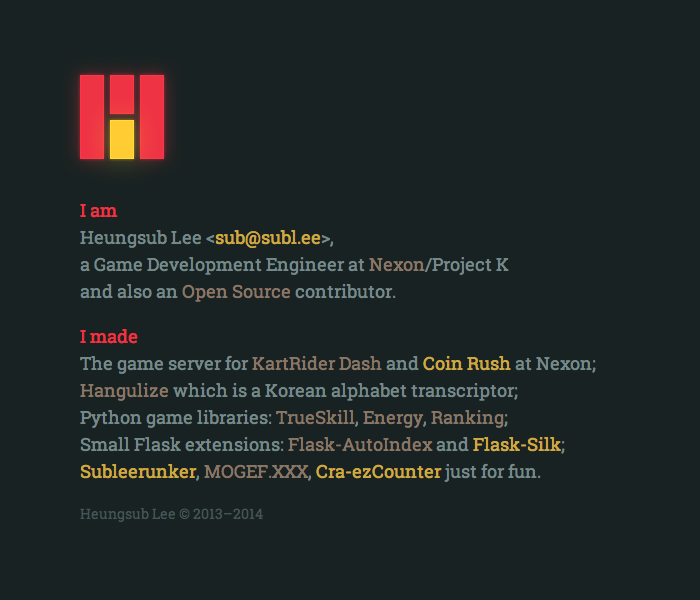 I am
Heungsub Lee <sub@subl.ee>,
a Game Development Engineer at Nexon/Project K
and also an Open Source contributor.
I made
The game server for KartRider Dash and Coin Rush at Nexon;
Hangulize which is a Korean alphabet transcriptor;
Python game libraries: TrueSkill, Energy, Ranking;
Small Flask extensions: Flask-AutoIndex and Flask-Silk;
Subleerunker, MOGEF.XXX, Cra-ezCounter just for fun.
Heungsub Lee © 2013–2014